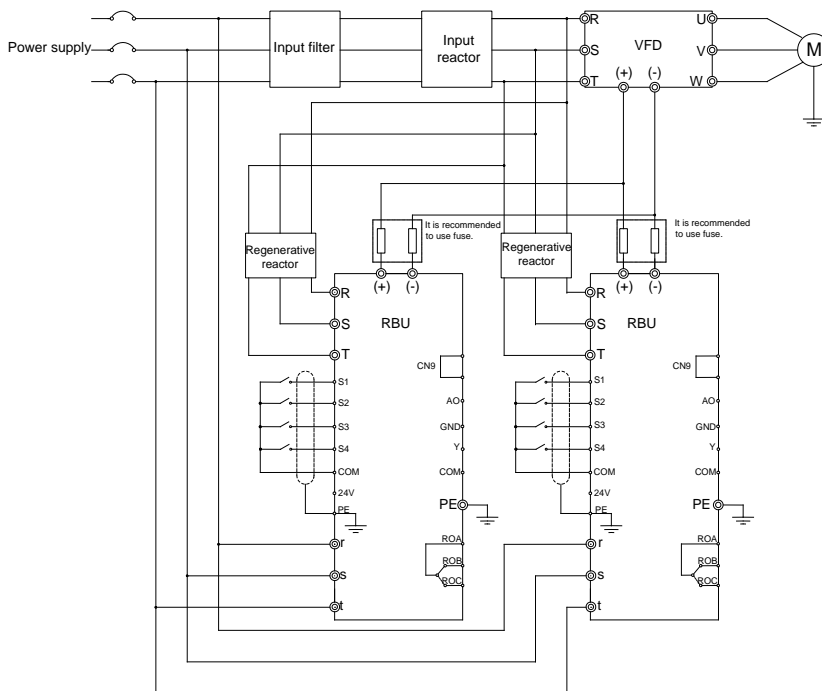 Power supply
Input filter
Input
reactor
R
S
T
VFD
(+)
(-)
U
V
W
M
Regenerative
reactor
It is recommended
to use fuse.
(+)
(-)
R
S
T
RBU
S1
S2
S3
S4
COM
24V
PE
r
s
t
CN9
AO
GND
Y
COM
PE
ROA
ROB
ROC
Regenerative
reactor
It is recommended
to use fuse.
(+)
(-)
R
S
T
RBU
S1
S2
S3
S4
COM
24V
PE
r
s
t
CN9
AO
GND
Y
COM
PE
ROA
ROB
ROC